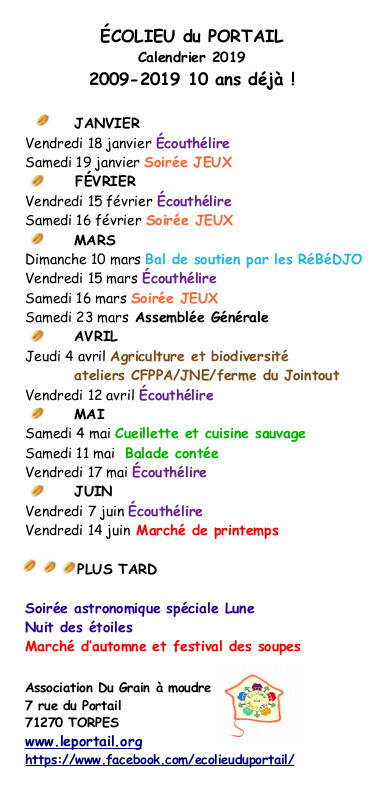 ÉCOLIEU du PORTAIL
Calendrier 2019
2009-2019 10 ans déjà !
JANVIER
Vendredi 18 janvier Écouthélire
Samedi 19 janvier Soirée JEUX
FÉVRIER
Vendredi 15 février Écouthélire
Samedi 16 février Soirée JEUX
MARS
Dimanche 10 mars Bal de soutien par les RéBéDJO
Vendredi 15 mars Écouthélire
Samedi 16 mars Soirée JEUX
Samedi 23 mars Assemblée Générale
AVRIL
Jeudi 4 avril Agriculture et biodiversité
ateliers CFPPA/JNE/ferme du Jointout
Vendredi 12 avril Écouthélire
MAI
Samedi 4 mai Cueillette et cuisine sauvage
Samedi 11 mai Balade contée
Vendredi 17 mai Écouthélire
JUIN
Vendredi 7 juin Écouthélire
Vendredi 14 juin Marché de printemps
PLUS TARD
Soirée astronomique spéciale Lune
Nuit des étoiles
Marché d'automne et festival des soupes
Association Du Grain à moudre
7 rue du Portail
71270 TORPES
www.leportail.org
https://www.facebook.com/ecolieuduportail/